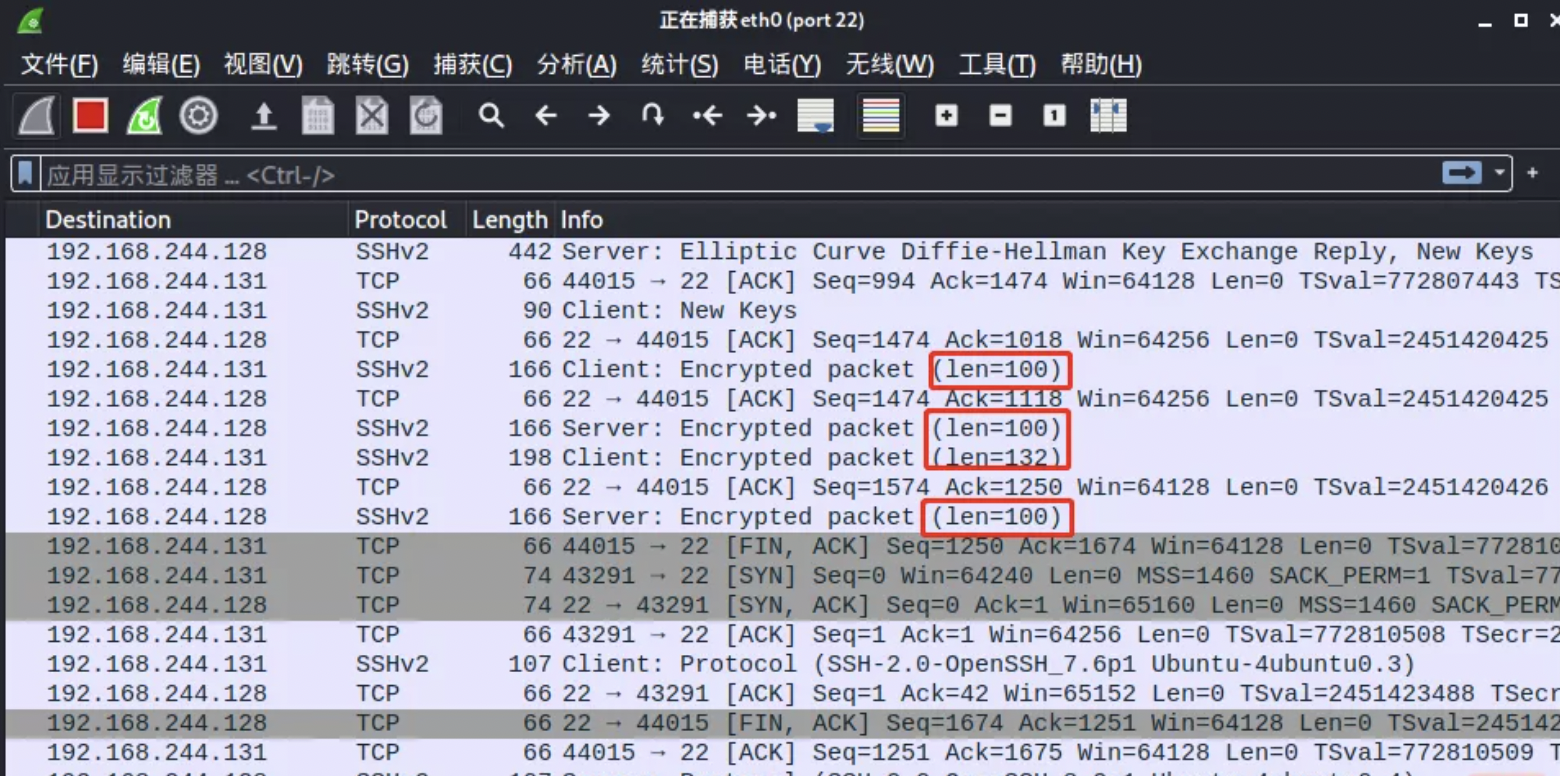 正在捕获eth0 (port 22)
文件(F) 编辑(E) 视图(V) 跳转(G) 捕获(C) 分析(A) 统计(S) 电话(Y) 无线(W) 工具(T) 帮助(H)
应用显示过滤器 … <Ctrl-/>
Destination Protocol Length Info
192.168.244.128 SSHv2 442 Server: Elliptic Curve Diffie-Hellman Key Exchange Reply, New Keys
192.168.244.131 TCP 66 44015 → 22 [ACK] Seq=994 Ack=1474 Win=64128 Len=0 TSval=772807443 TS
192.168.244.131 SSHv2 90 Client: New Keys
192.168.244.128 TCP 66 22 → 44015 [ACK] Seq=1474 Ack=1018 Win=64256 Len=0 TSval=2451420425
192.168.244.131 SSHv2 166 Client: Encrypted packet (len=100)
192.168.244.128 TCP 66 22 → 44015 [ACK] Seq=1474 Ack=1118 Win=64256 Len=0 TSval=2451420425
192.168.244.128 SSHv2 166 Server: Encrypted packet (len=100)
192.168.244.131 SSHv2 198 Client: Encrypted packet (len=132)
192.168.244.128 TCP 66 22 → 44015 [ACK] Seq=1574 Ack=1250 Win=64128 Len=0 TSval=2451420426
192.168.244.128 SSHv2 166 Server: Encrypted packet (len=100)
192.168.244.131 TCP 66 44015 → 22 [FIN, ACK] Seq=1250 Ack=1674 Win=64128 Len=0 TSval=772810
192.168.244.131 TCP 74 43291 → 22 [SYN] Seq=0 Win=64240 Len=0 MSS=1460 SACK_PERM=1 TSval=77
192.168.244.128 TCP 74 22 → 43291 [SYN, ACK] Seq=0 Ack=1 Win=65160 Len=0 MSS=1460 SACK_PERM
192.168.244.131 TCP 66 43291 → 22 [ACK] Seq=1 Ack=1 Win=64256 Len=0 TSval=772810508 TSecr=2
192.168.244.131 SSHv2 107 Client: Protocol (SSH-2.0-OpenSSH_7.6p1 Ubuntu-4ubuntu0.3)
192.168.244.128 TCP 66 22 → 43291 [ACK] Seq=1 Ack=42 Win=65152 Len=0 TSval=2451423488 TSecr
192.168.244.128 TCP 66 22 → 44015 [FIN, ACK] Seq=1674 Ack=1251 Win=64128 Len=0 TSval=245142
192.168.244.131 TCP 66 44015 → 22 [ACK] Seq=1251 Ack=1675 Win=64128 Len=0 TSval=772810509 T